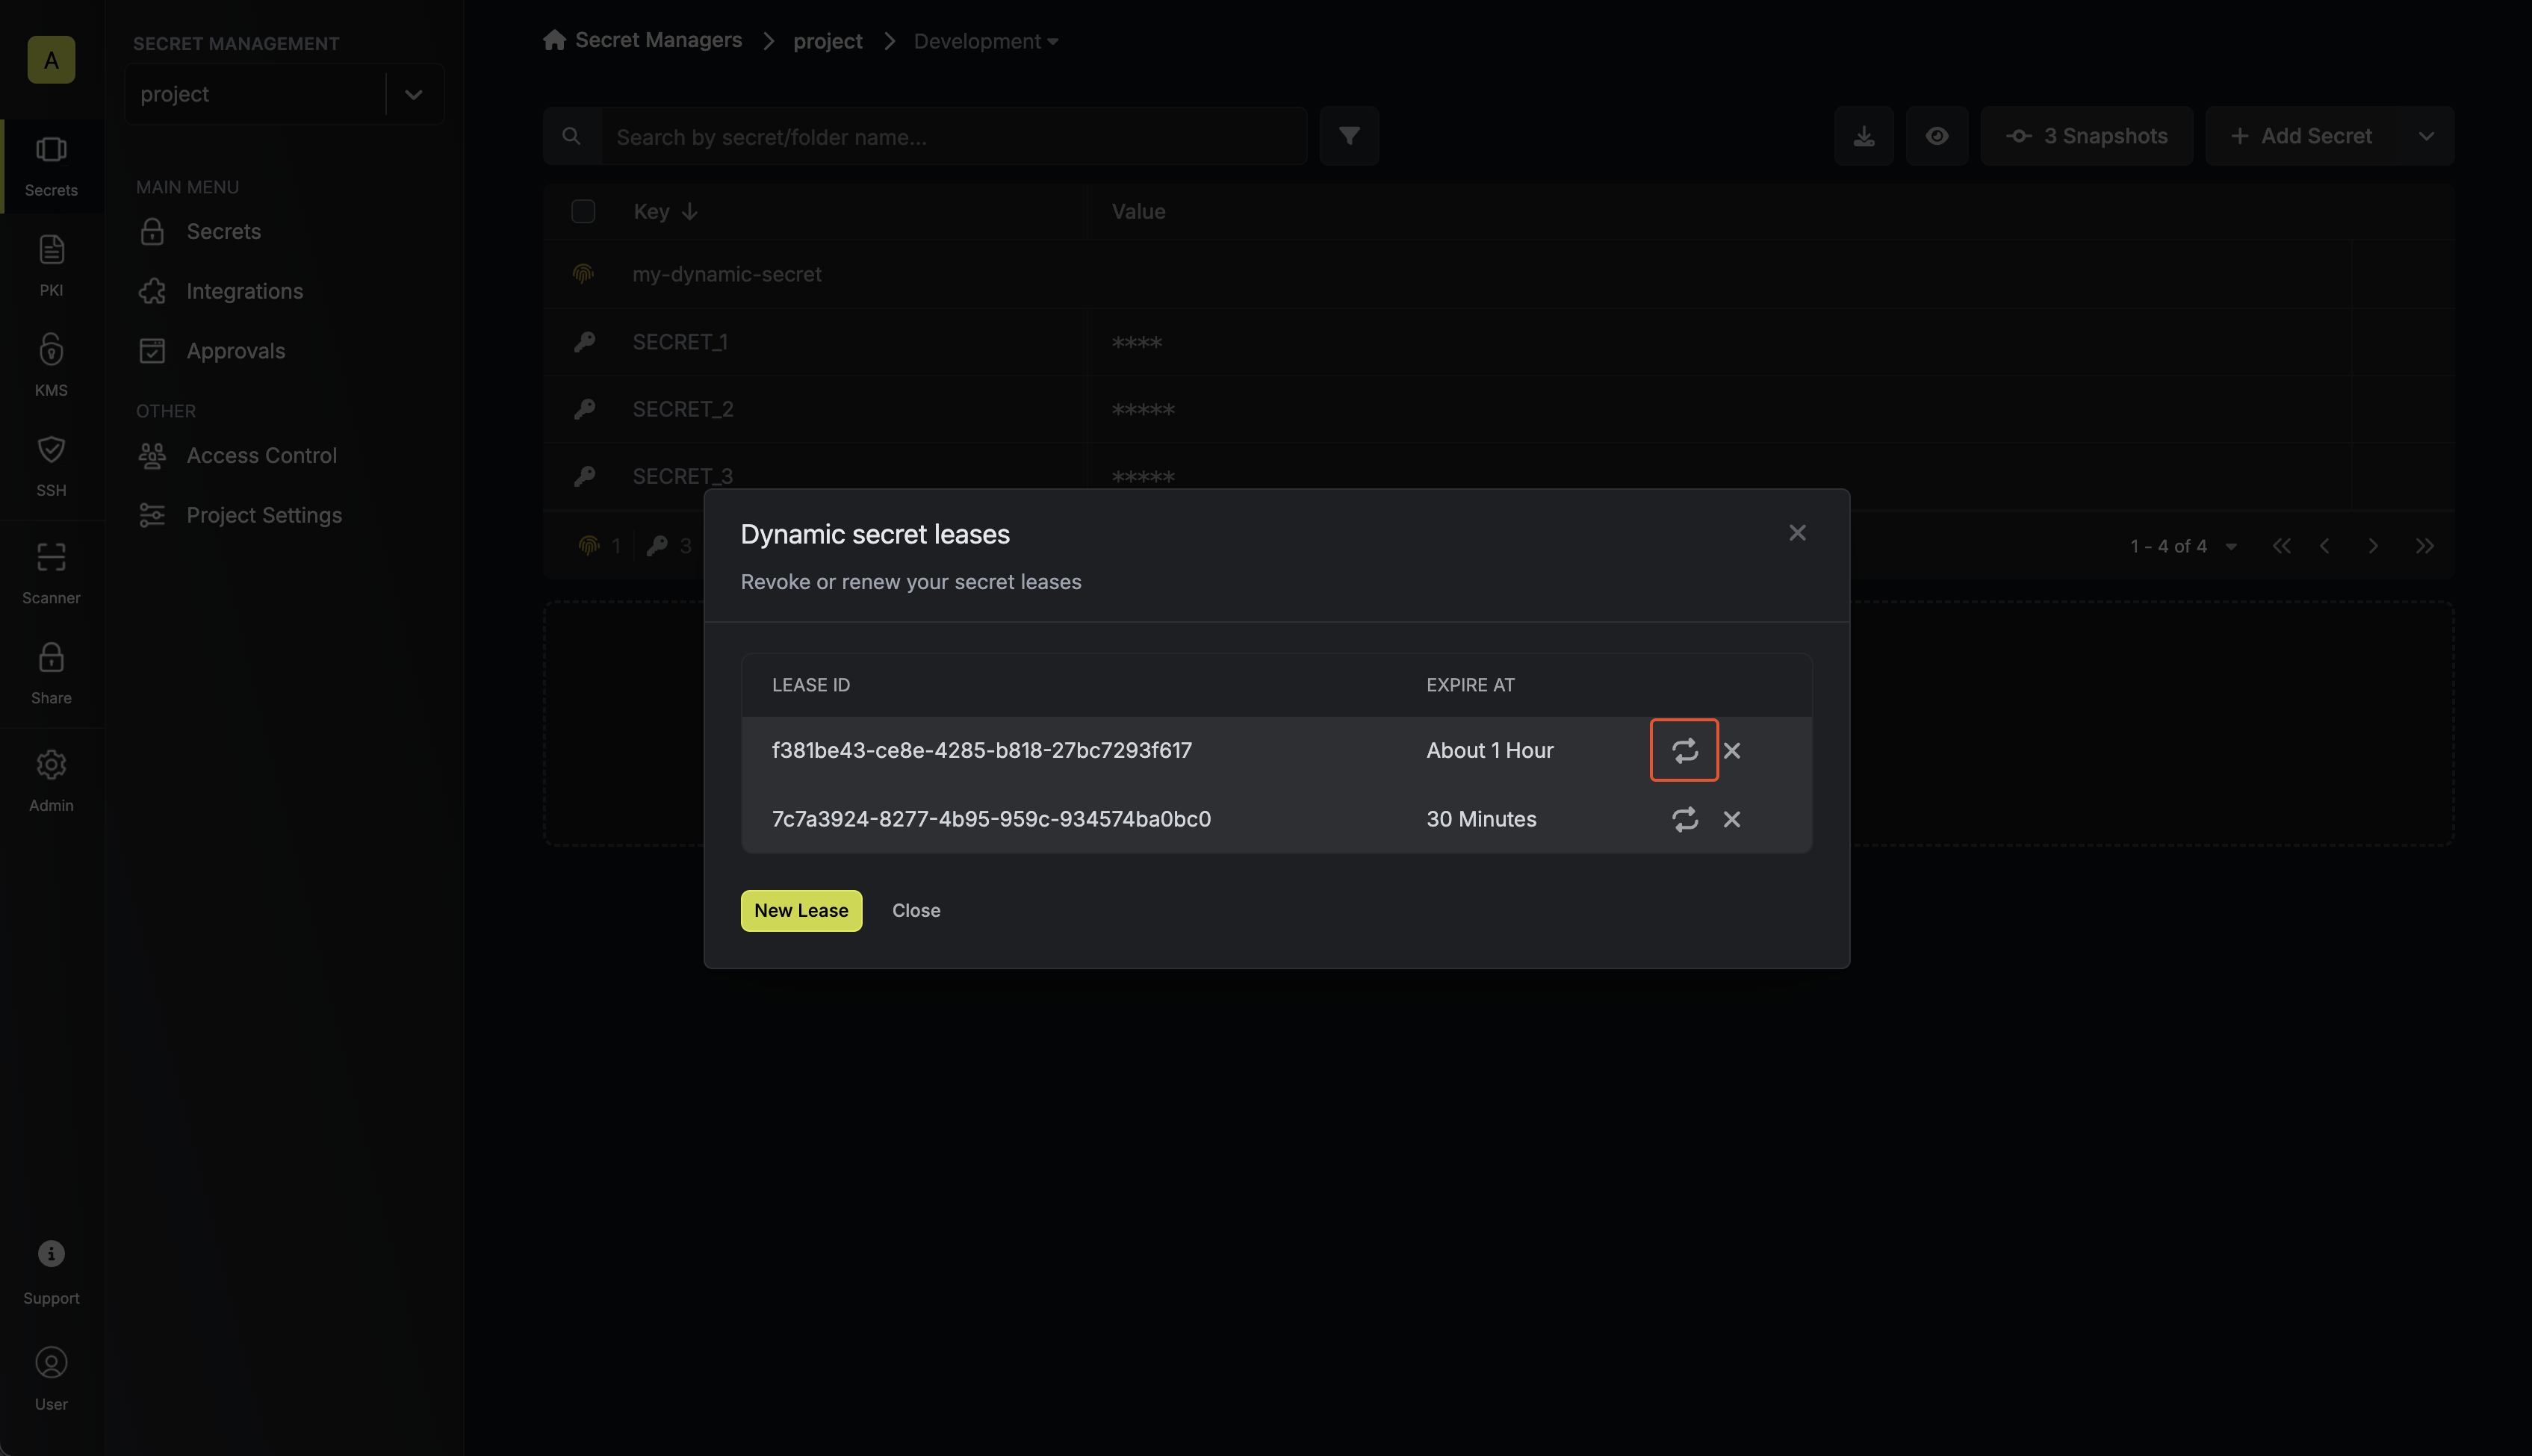 A
Secrets
PKI
KMS
SSH
Scanner
Share
Admin
Support
User
SECRET MANAGEMENT
project
MAIN MENU
Secrets
Integrations
Approvals
OTHER
Access Control
Project Settings
Secret Managers project Development
Search by secret/folder name...
3 Snapshots
Add Secret
Key Value
my-dynamic-secret
SECRET_1 ****
SECRET_2 *****
SECRET_3 *****
1 3
1 - 4 of 4
Dynamic secret leases
Revoke or renew your secret leases
LEASE ID EXPIRE AT
f381be43-ce8e-4285-b818-27bc7293f617 About 1 Hour
7c7a3924-8277-4b95-959c-934574ba0bc0 30 Minutes
New Lease Close